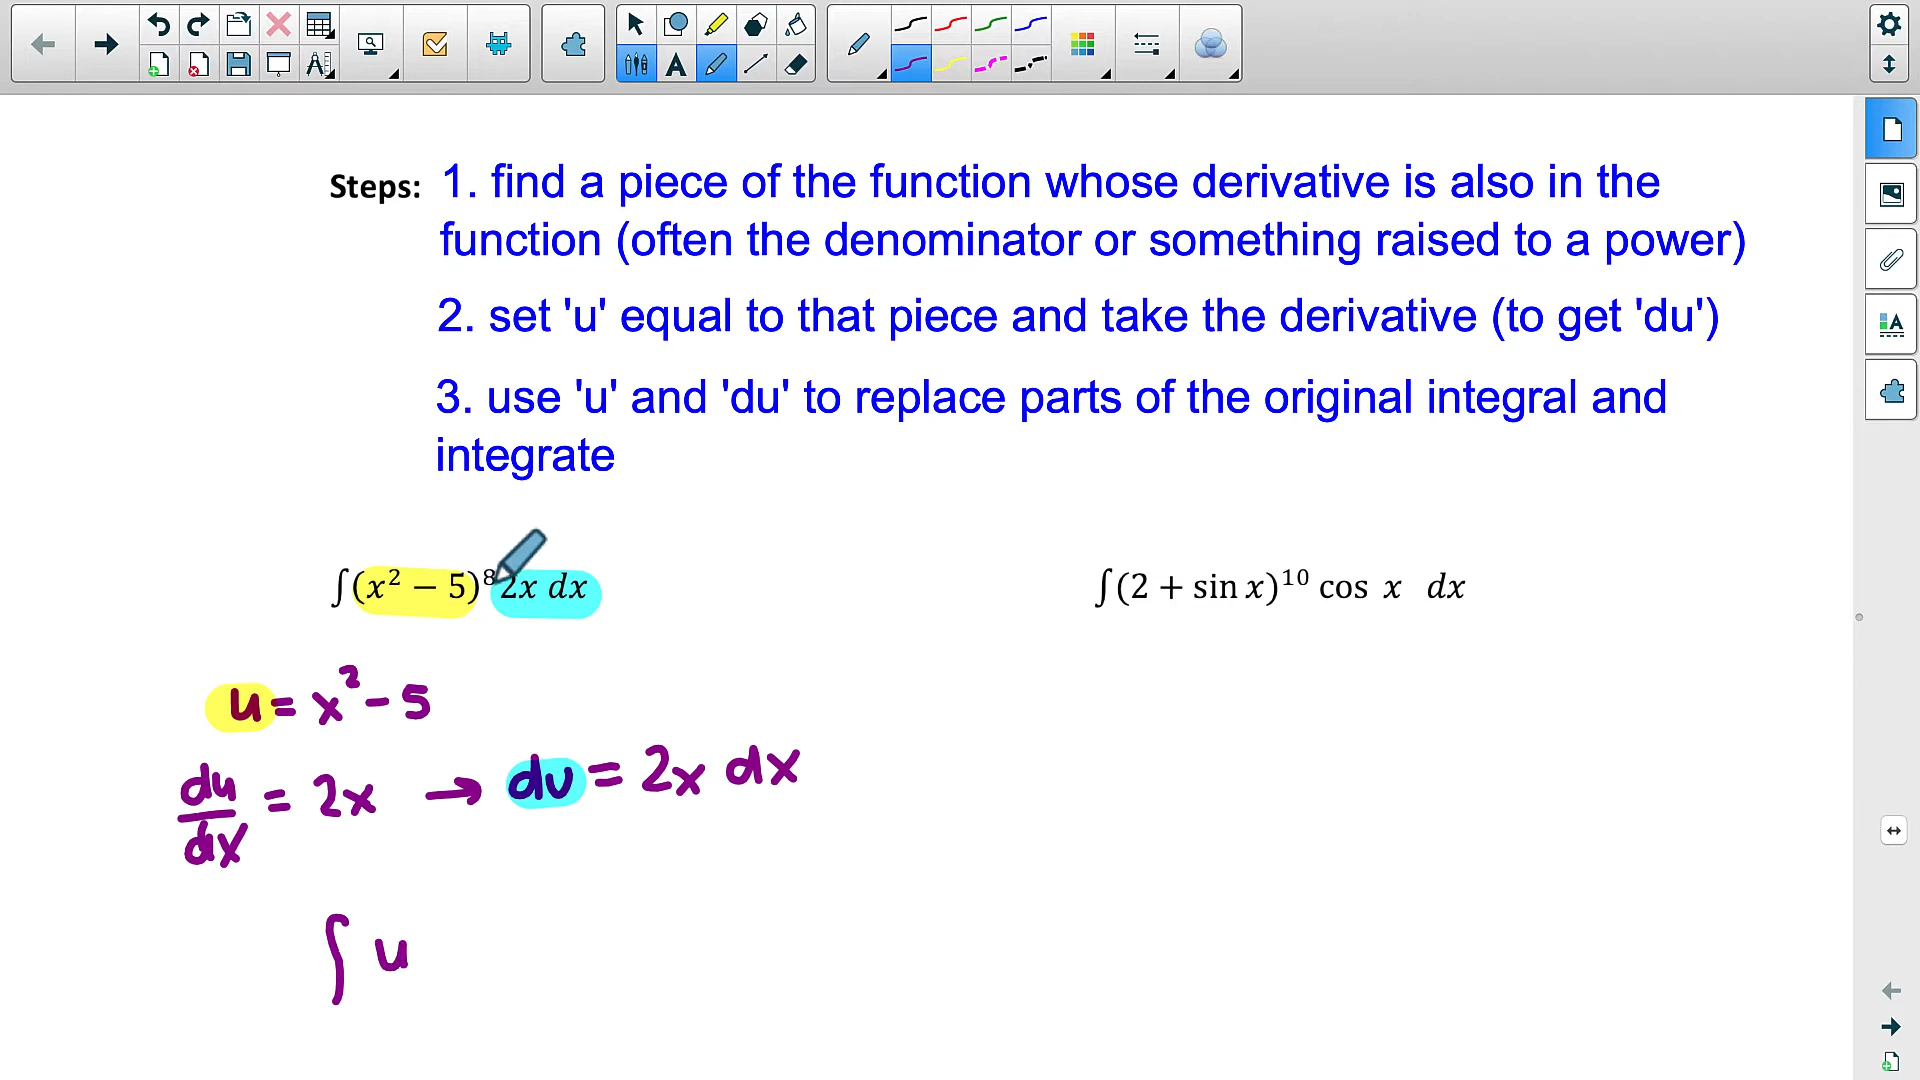 Steps: 1. find a piece of the function whose derivative is also in the
function (often the denominator or something raised to a power)
2. set 'u' equal to that piece and take the derivative (to get 'du')
3. use 'u' and 'du' to replace parts of the original integral and
integrate
∫(x² − 5)⁸ 2x dx
∫(2 + sin x)¹⁰ cos x dx
u = x² − 5
du/dx = 2x → du = 2x dx
∫ u